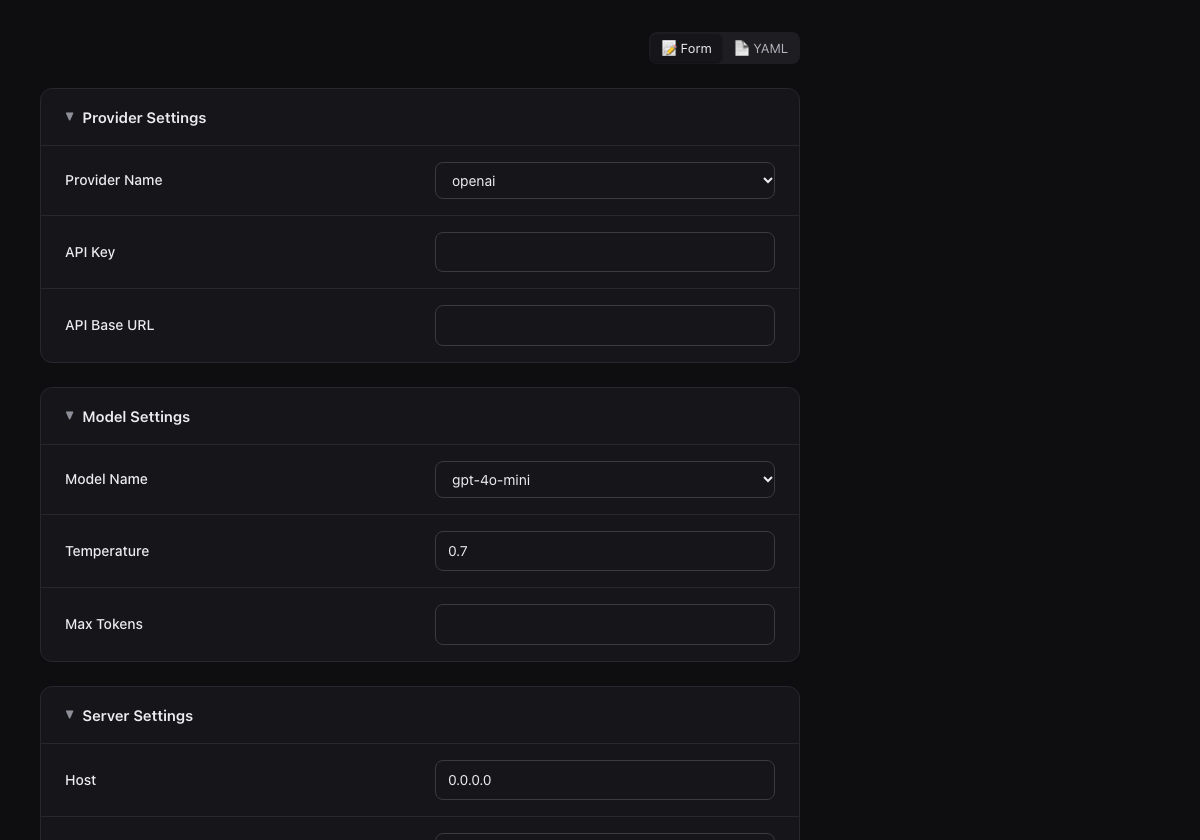 Form
YAML
Provider Settings
Provider Name
openai
API Key
API Base URL
Model Settings
Model Name
gpt-4o-mini
Temperature
0.7
Max Tokens
Server Settings
Host
0.0.0.0